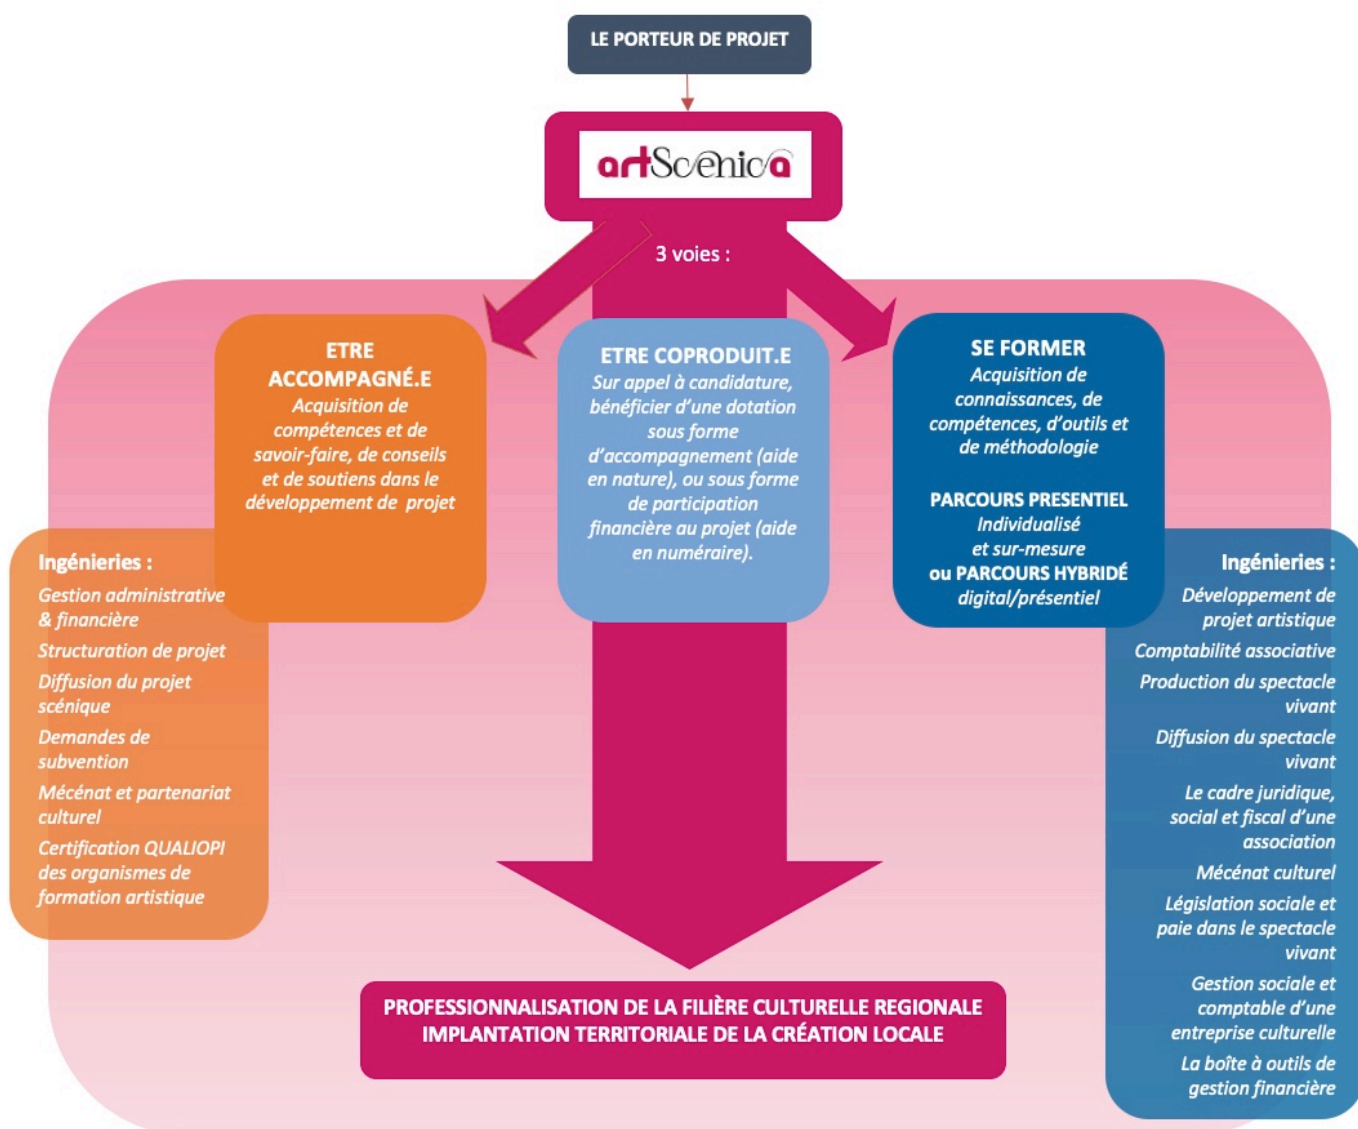 LE PORTEUR DE PROJET
artScènica
3 voies :
ETRE
ACCOMPAGNÉ.E
Acquisition de
compétences et de
savoir-faire, de conseils
et de soutiens dans le
développement de projet
ETRE COPRODUIT.E
Sur appel à candidature,
bénéficier d’une dotation
sous forme
d’accompagnement (aide
en nature), ou sous forme
de participation
financière au projet (aide
en numéraire).
SE FORMER
Acquisition de
connaissances, de
compétences, d’outils et
de méthodologie
PARCOURS PRESENTIEL
Individualisé
et sur-mesure
ou PARCOURS HYBRIDÉ
digital/présentiel
Ingénieries :
Gestion administrative
& financière
Structuration de projet
Diffusion du projet
scénique
Demandes de
subvention
Mécénat et partenariat
culturel
Certification QUALIOPI
des organismes de
formation artistique
Ingénieries :
Développement de
projet artistique
Comptabilité associative
Production du spectacle
vivant
Diffusion du spectacle
vivant
Le cadre juridique,
social et fiscal d’une
association
Mécénat culturel
Législation sociale et
paie dans le spectacle
vivant
Gestion sociale et
comptable d’une
entreprise culturelle
La boîte à outils de
gestion financière
PROFESSIONNALISATION DE LA FILIÈRE CULTURELLE REGIONALE
IMPLANTATION TERRITORIALE DE LA CRÉATION LOCALE